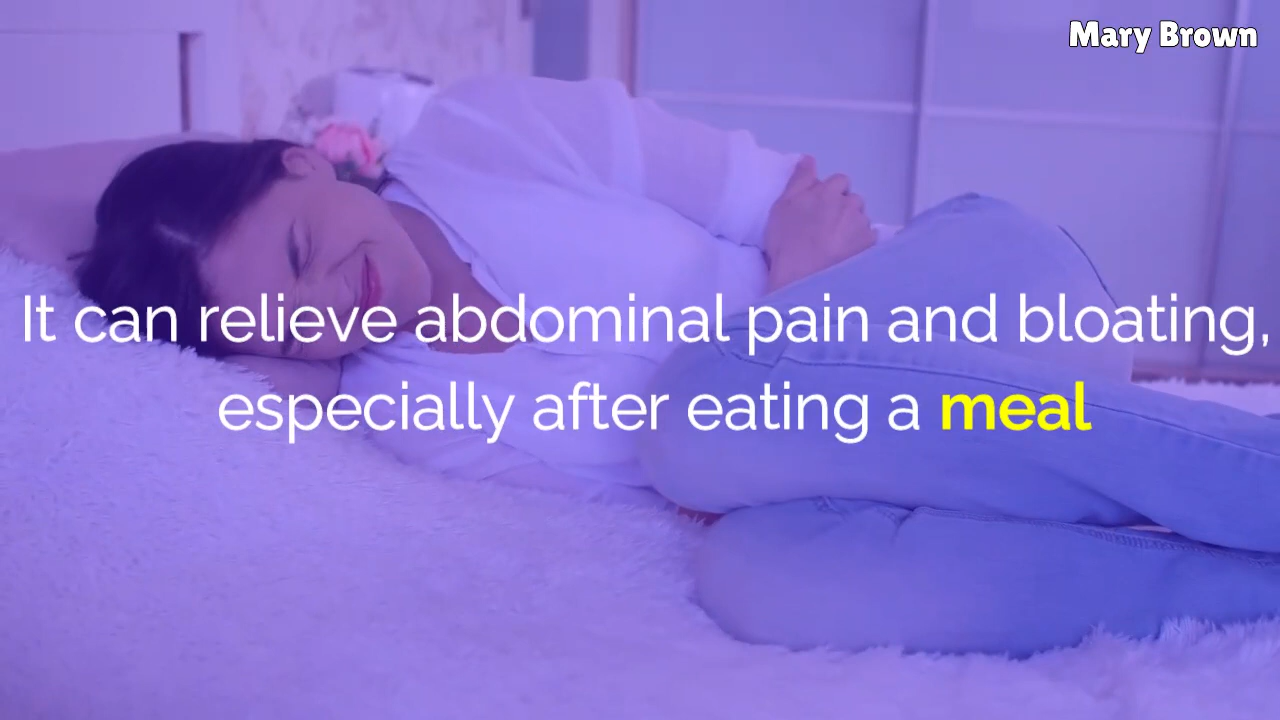 Mary Brown
It can relieve abdominal pain and bloating,
especially after eating a meal